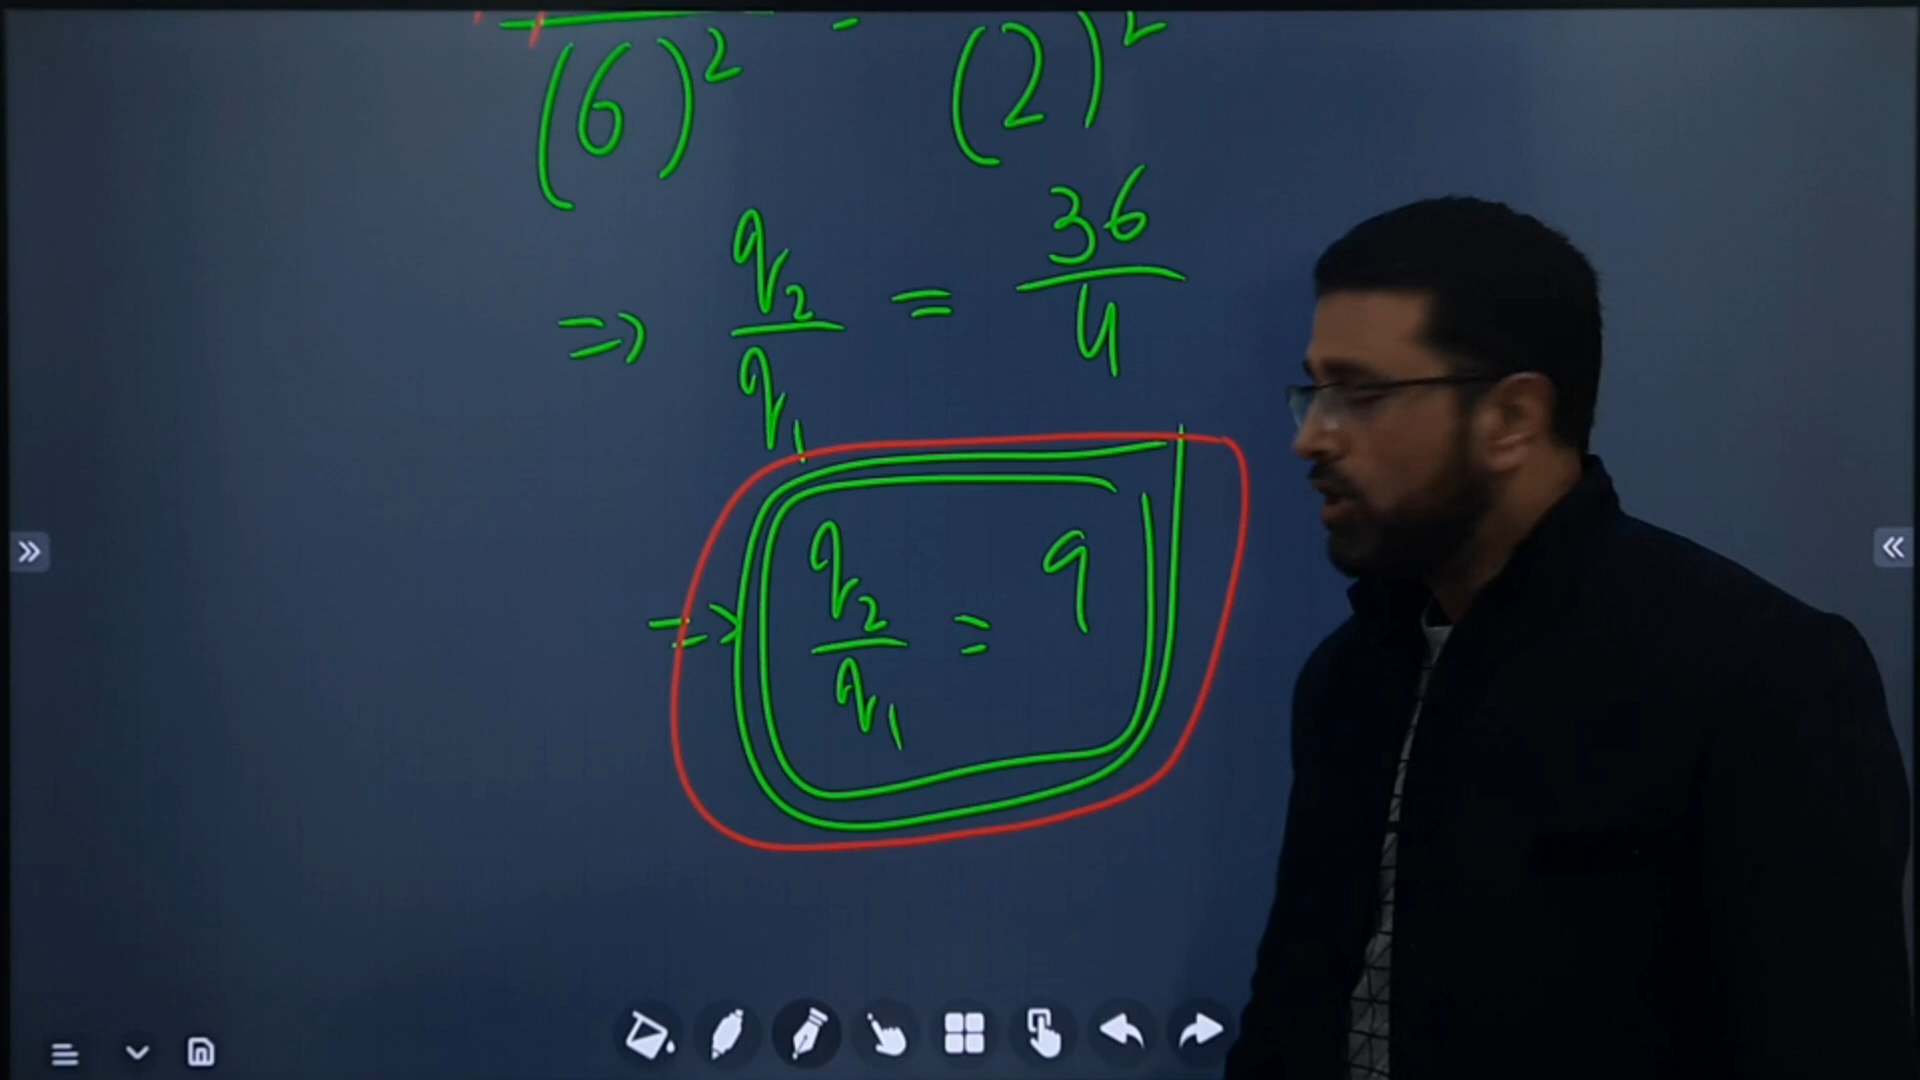 (6)² = (2)²
=> q₂/q₁ = 36/4
=> q₂/q₁ = 9